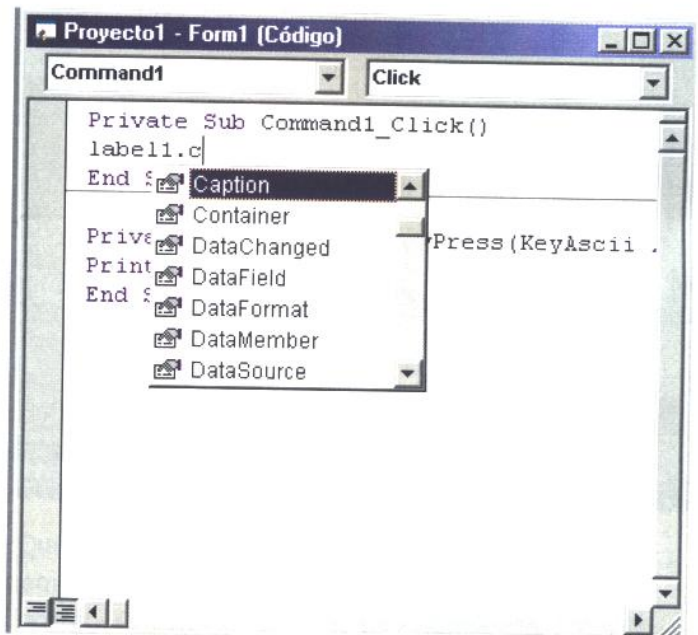 Proyecto1 - Form1 (Código)
Command1
Click
Private Sub Command1_Click()
label1.c
End
Caption
Container
DataChanged
DataField
DataFormat
DataMember
DataSource
Press(KeyAscii
Print
End